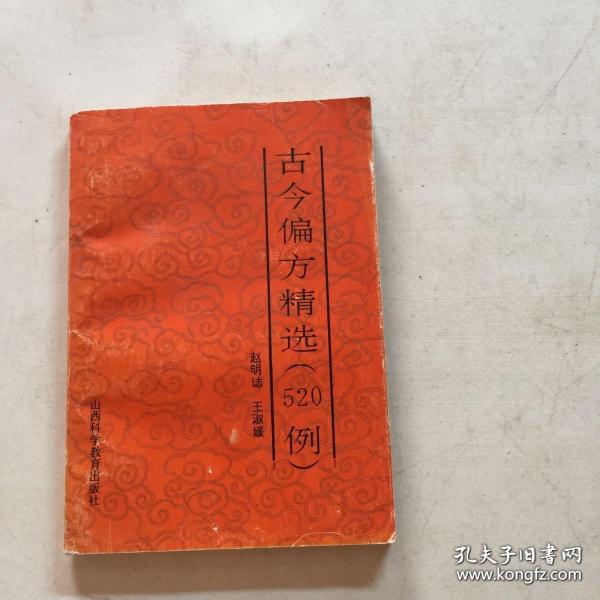 古今偏方精选(520例)
赵明诘 王淑媛
山西科学教育出版社
孔夫子旧书网
www.kongfz.com